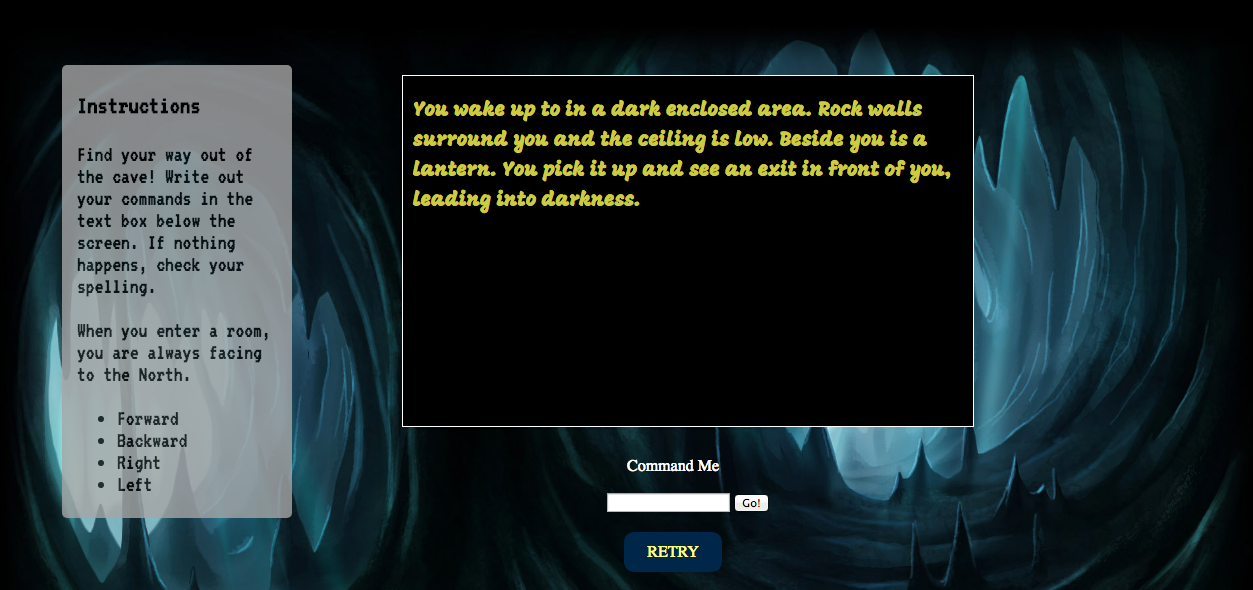 Instructions
Find your way out of
the cave! Write out
your commands in the
text box below the
screen. If nothing
happens, check your
spelling.
When you enter a room,
you are always facing
to the North.
Forward
Backward
Right
Left
You wake up to in a dark enclosed area. Rock walls
surround you and the ceiling is low. Beside you is a
lantern. You pick it up and see an exit in front of you,
leading into darkness.
Command Me
Go!
RETRY